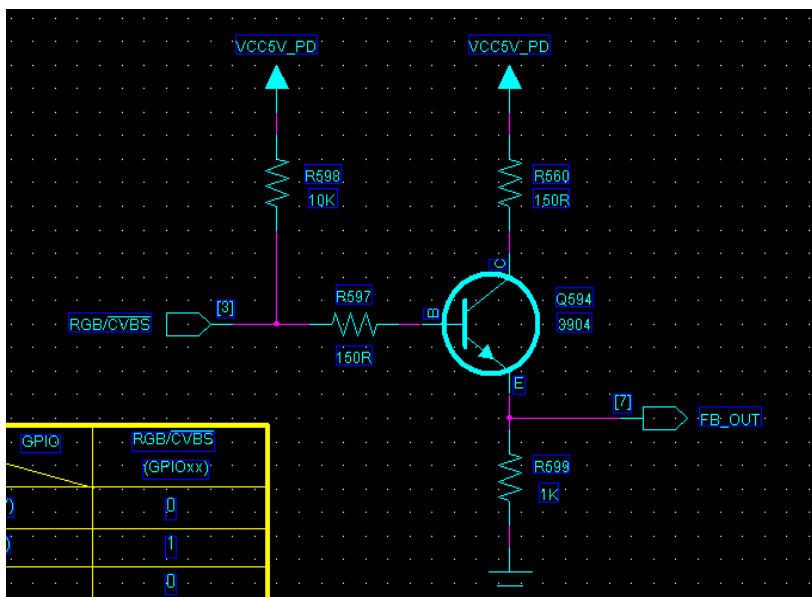 VCC5V_PD
VCC5V_PD
R598
10K
R560
150R
C
[3]
R597
B
Q594
3904
RGB/CVBS
150R
E
[7]
FB_OUT
GPIO
RGB/CVBS
(GPIOxx)
R599
1K
)
0
)
1
0